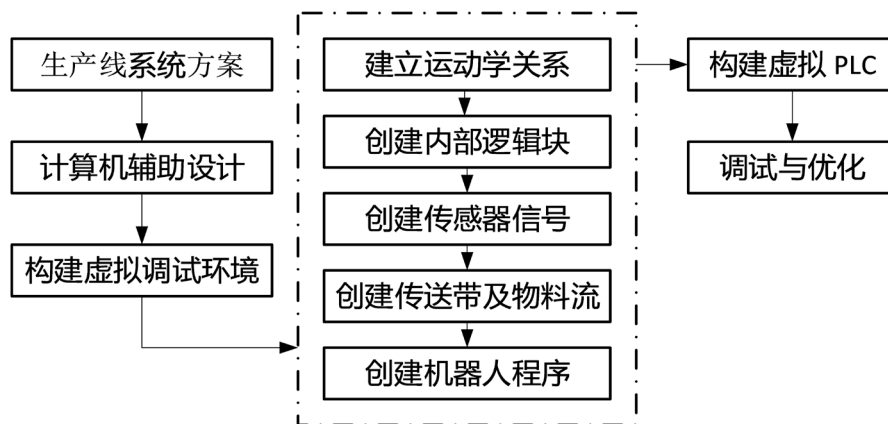 生产线系统方案
计算机辅助设计
构建虚拟调试环境
建立运动学关系
创建内部逻辑块
创建传感器信号
创建传送带及物料流
创建机器人程序
构建虚拟 PLC
调试与优化